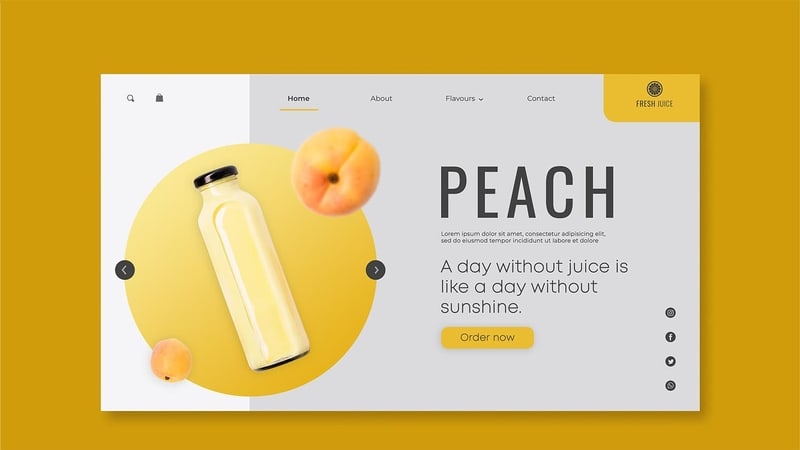 Home
About
Flavours
Contact
FRESH JUICE
PEACH
Lorem ipsum dolor sit amet, consectetur adipisicing elit,
sed do eiusmod tempor incididunt ut labore et dolore
A day without juice is
like a day without
sunshine.
Order now